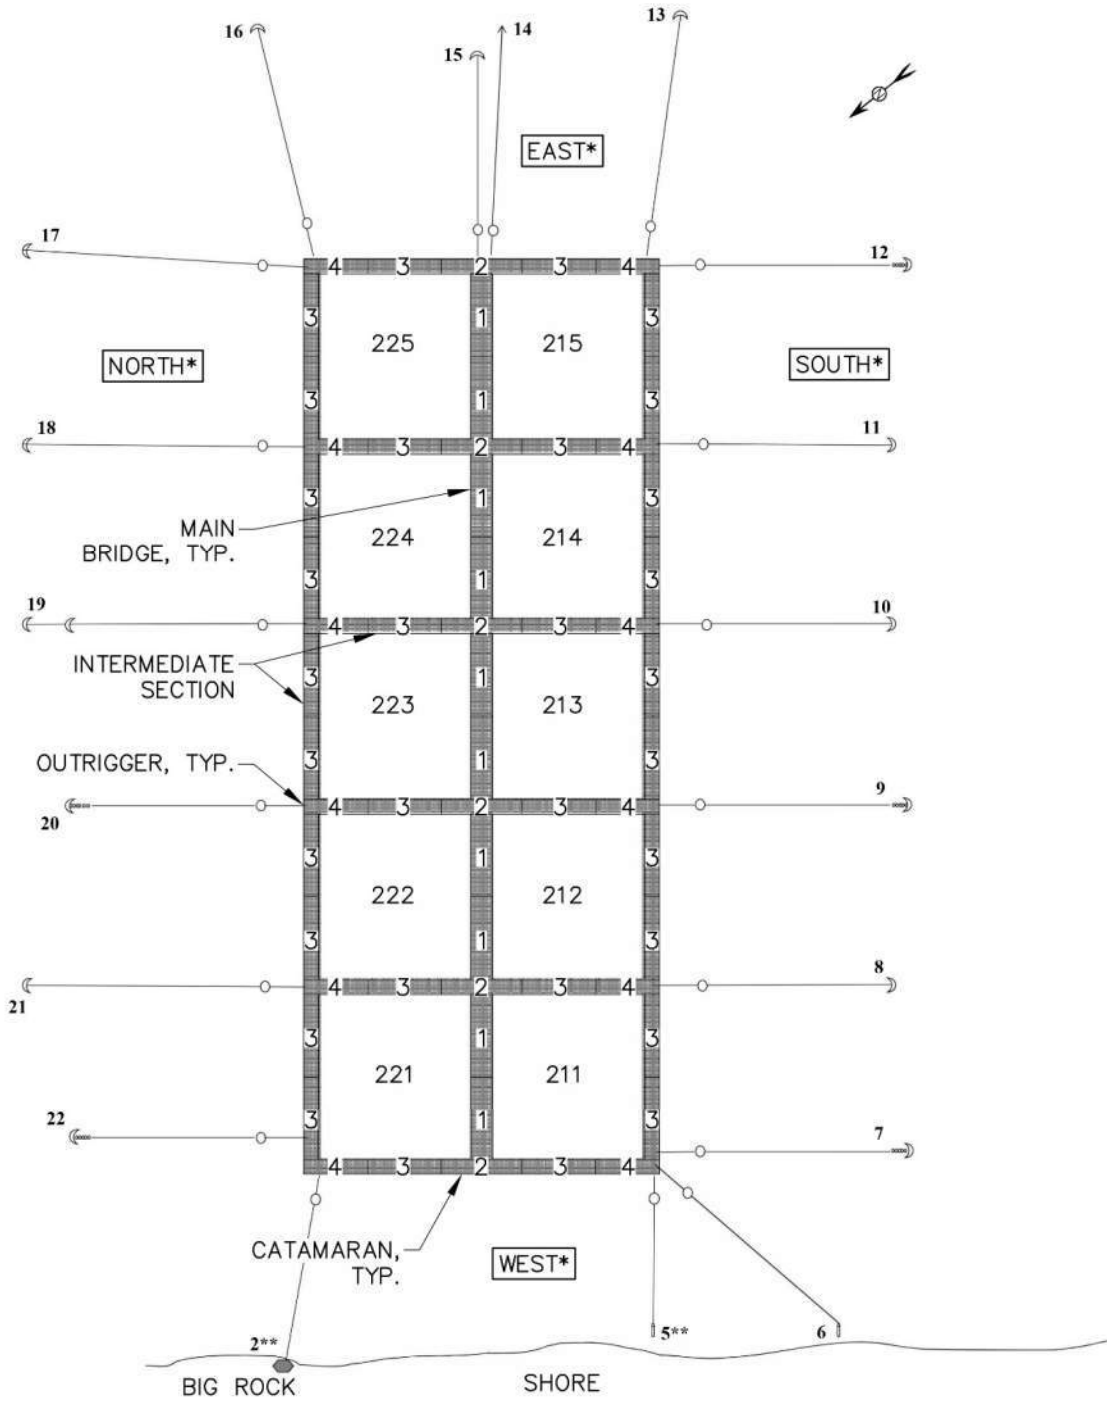 16
15
14
13
EAST*
17
4 3 2 3 4
12
3 1 3
225 215
NORTH*
SOUTH*
3 1 3
18
4 3 2 3 4
11
3 1 3
MAIN
BRIDGE, TYP.
224 214
3 1 3
19
4 3 2 3 4
10
INTERMEDIATE
SECTION
3 1 3
223 213
OUTRIGGER, TYP.
3 1 3
20
4 3 2 3 4
9
3 1 3
222 212
3 1 3
21
4 3 2 3 4
8
3 1 3
221 211
22
3 1 3
7
4 3 2 3 4
CATAMARAN,
TYP.
WEST*
2**
5**
6
BIG ROCK
SHORE